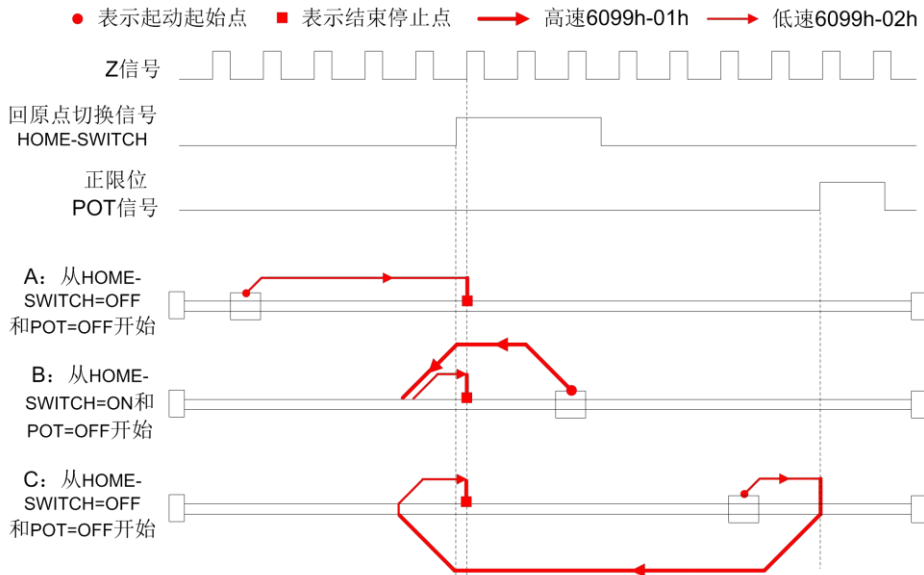 表示起动起始点 表示结束停止点 高速6099h-01h 低速6099h-02h
Z信号
回原点切换信号
HOME-SWITCH
正限位
POT信号
A：从HOME-
SWITCH=OFF
和POT=OFF开始
B：从HOME-
SWITCH=ON和
POT=OFF开始
C：从HOME-
SWITCH=OFF
和POT=OFF开始